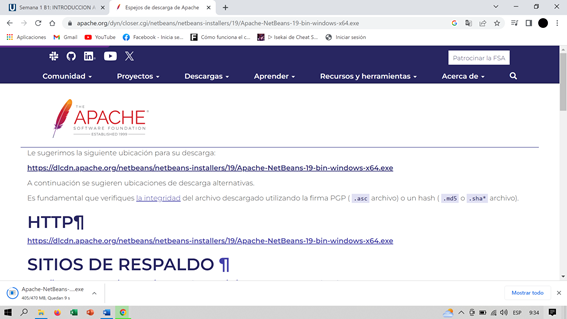 Semana 1 B1: INTRODUCCION A
Espejos de descarga de Apache
apache.org/dyn/closer.cgi/netbeans/netbeans-installers/19/Apache-NetBeans-19-bin-windows-x64.exe
Aplicaciones
Gmail
YouTube
Facebook - Inicia se...
Cómo funciona el c...
▷ Isekai de Cheat S...
Iniciar sesión
Patrocinar la FSA
Comunidad
Proyectos
Descargas
Aprender
Recursos y herramientas
Acerca de
THE
APACHE
SOFTWARE FOUNDATION
ESTABLISHED 1999
Le sugerimos la siguiente ubicación para su descarga:
https://dlcdn.apache.org/netbeans/netbeans-installers/19/Apache-NetBeans-19-bin-windows-x64.exe
A continuación se sugieren ubicaciones de descarga alternativas.
Es fundamental que verifiques la integridad del archivo descargado utilizando la firma PGP ( .asc archivo) o un hash ( .md5 o .sha* archivo).
HTTP¶
https://dlcdn.apache.org/netbeans/netbeans-installers/19/Apache-NetBeans-19-bin-windows-x64.exe
SITIOS DE RESPALDO ¶
Apache-NetBeans-....exe
405/479 MB. Quedan 9 s
Mostrar todo
ESP
9:34